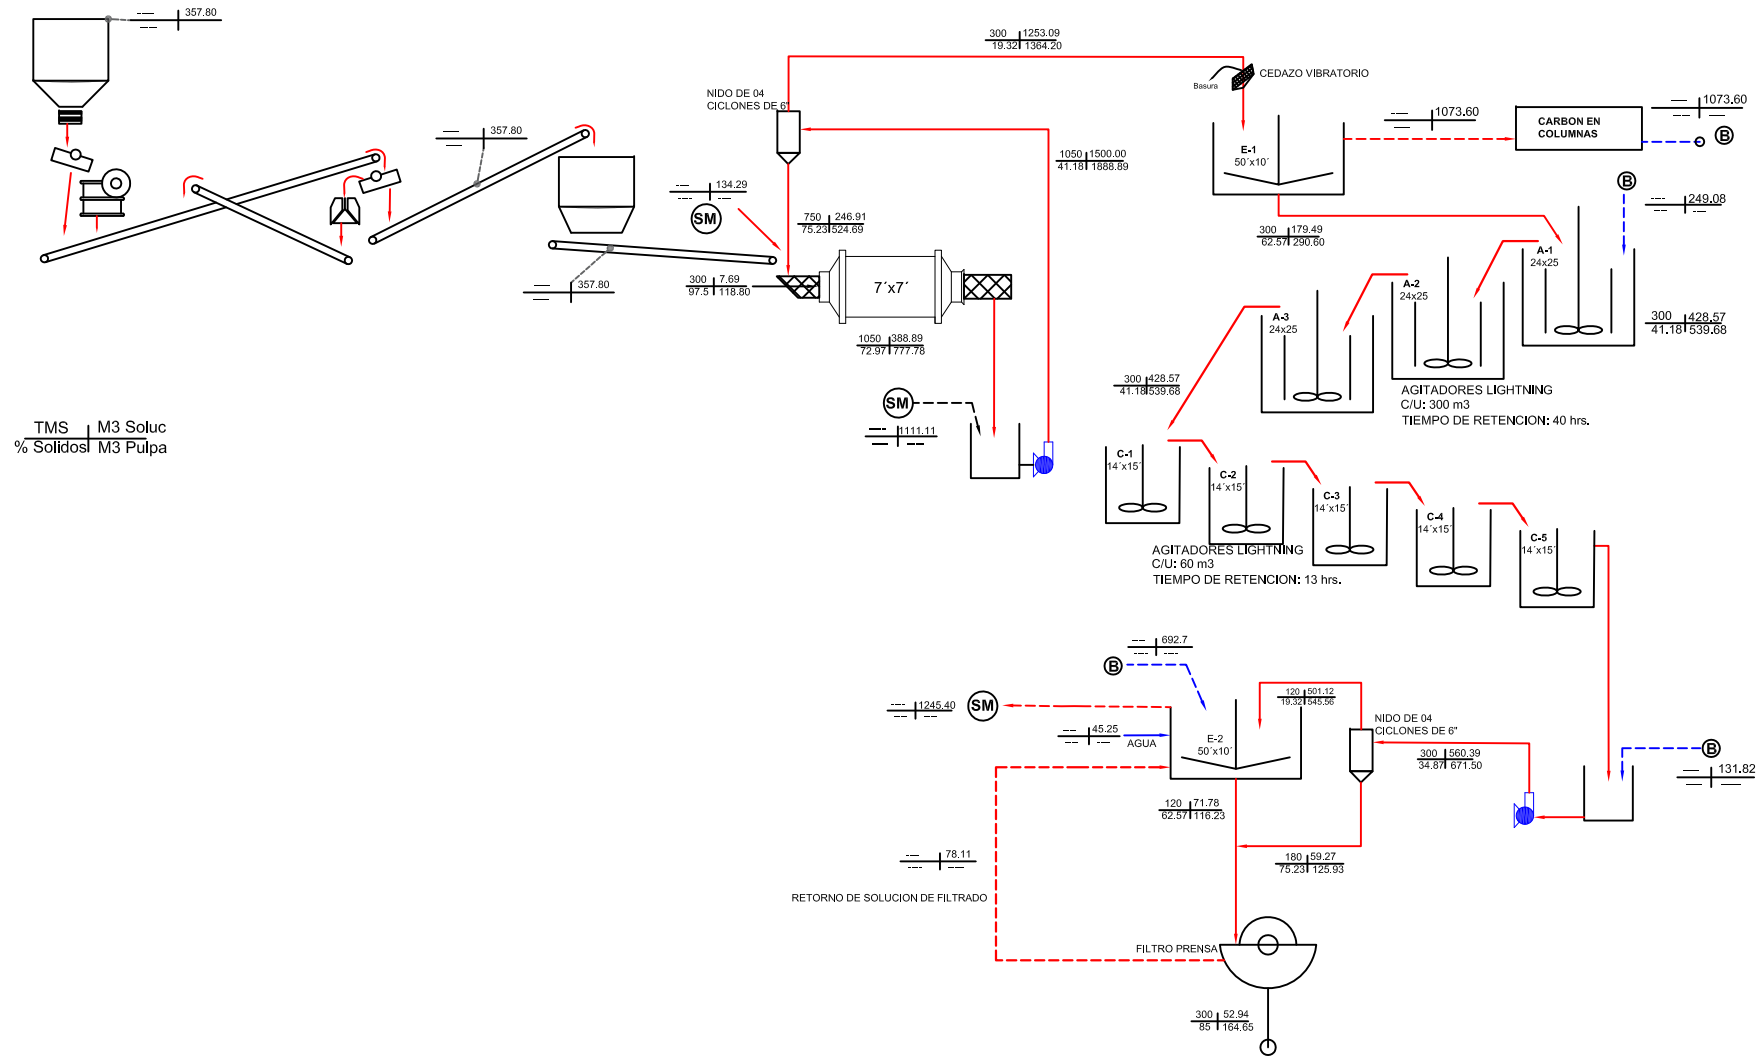 --- 357.80
--- 
300 1253.09
19.32 1364.20
CEDAZO VIBRATORIO
Basura
NIDO DE 04
CICLONES DE 6"
--- 357.80
---
--- 1073.60
---
CARBON EN
COLUMNAS
--- 1073.60
--- ---
B
E-1
50´x10´
1050 1500.00
41.18 1888.89
--- 134.29
--- ---
SM
750 246.91
75.23 524.69
B
--- 249.08
--- ---
300 179.49
62.57 290.60
A-1
24x25
--- 357.80
---
300 7.69
97.5 118.80
7´x7´
A-2
24x25
A-3
24x25
300 428.57
41.18 539.68
1050 388.89
72.97 777.78
300 428.57
41.18 539.68
AGITADORES LIGHTNING
C/U: 300 m3
TIEMPO DE RETENCION: 40 hrs.
SM
--- 1111.11
--- ---
TMS M3 Soluc
% Solidos M3 Pulpa
C-1
14´x15´
C-2
14´x15´
C-3
14´x15´
C-4
14´x15´
C-5
14´x15´
AGITADORES LIGHTNING
C/U: 60 m3
TIEMPO DE RETENCION: 13 hrs.
--- 692.7
--- ---
B
--- 1245.40
--- ---
SM
120 501.12
19.32 545.56
NIDO DE 04
CICLONES DE 6"
--- 45.25
--- ---
AGUA
E-2
50´x10´
300 560.39
34.87 671.50
B
--- 131.82
--- ---
120 71.78
62.57 116.23
--- 78.11
--- ---
180 59.27
75.23 125.93
RETORNO DE SOLUCION DE FILTRADO
FILTRO PRENSA
300 52.94
85 164.65